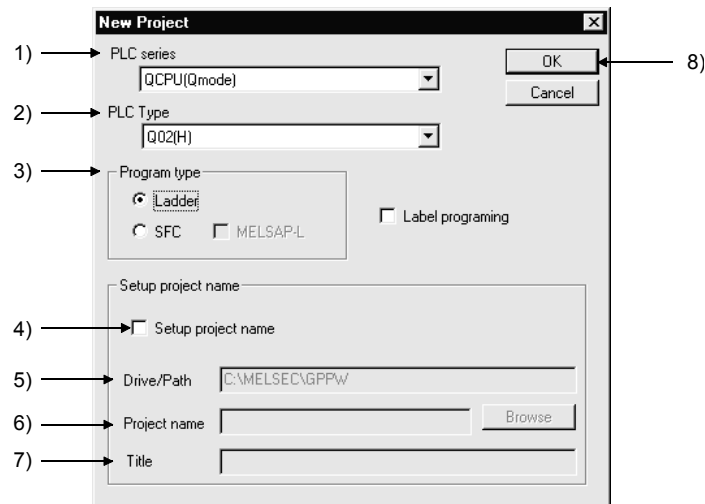 New Project
1) PLC series
QCPU(Qmode)
OK 8)
Cancel
2) PLC Type
Q02(H)
3) Program type
Ladder
SFC MELSAP-L
Label programing
Setup project name
4) Setup project name
5) Drive/Path C:\MELSEC\GPPW
6) Project name Browse
7) Title